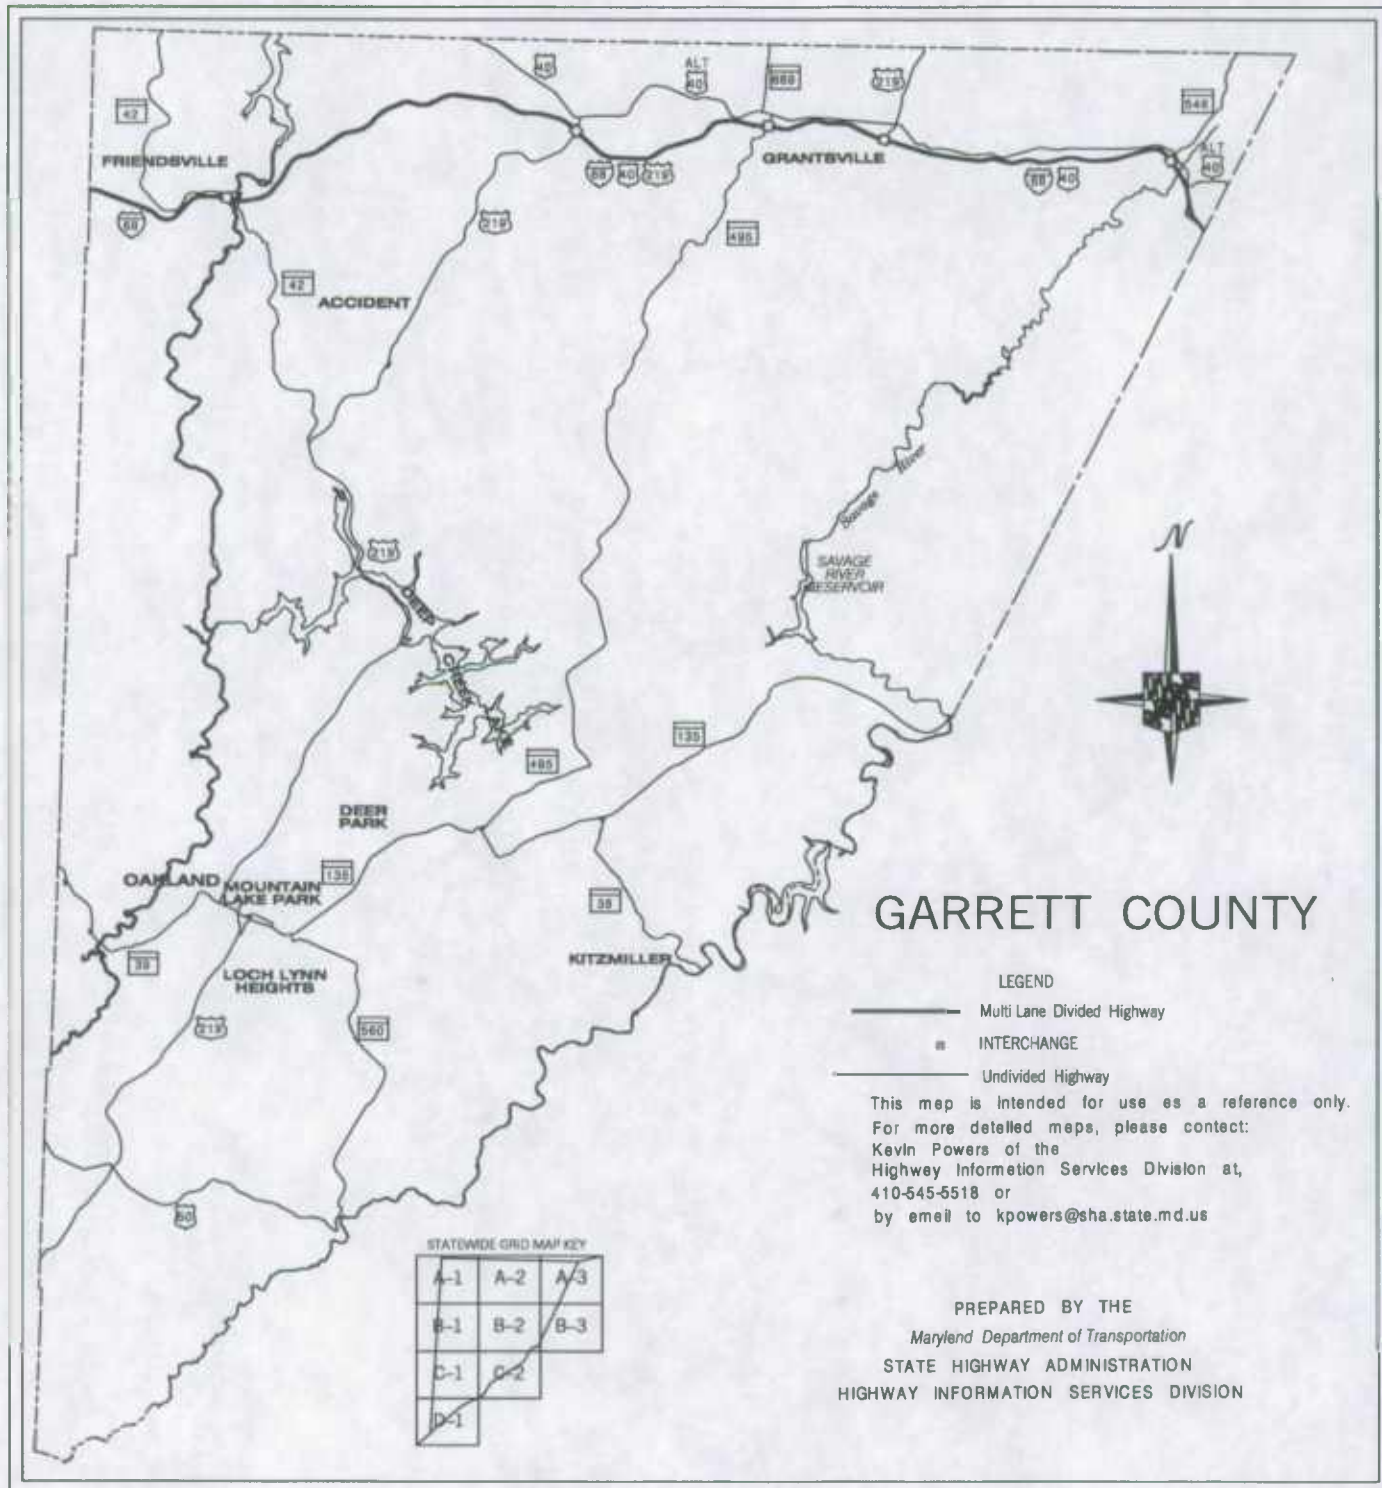 40
ALT
40
669
219
546
42
FRIENDSVILLE
GRANTSVILLE
ALT
40
68
40
219
68
40
68
219
495
42
ACCIDENT
Savage River
N
219
SAVAGE
RIVER
RESERVOIR
DEEP
CREEK
135
495
DEER
PARK
135
OAKLAND
MOUNTAIN
LAKE PARK
38
GARRETT COUNTY
39
KITZMILLER
LOCH LYNN
HEIGHTS
219
560
LEGEND
Multi Lane Divided Highway
INTERCHANGE
Undivided Highway
This map is intended for use as a reference only.
For more detailed maps, please contact:
Kevin Powers of the
Highway Information Services Division at,
410-545-5518 or
by email to kpowers@sha.state.md.us
50
STATEWIDE GRID MAP KEY
A-1 A-2 A-3
B-1 B-2 B-3
C-1 C-2
D-1
PREPARED BY THE
Maryland Department of Transportation
STATE HIGHWAY ADMINISTRATION
HIGHWAY INFORMATION SERVICES DIVISION